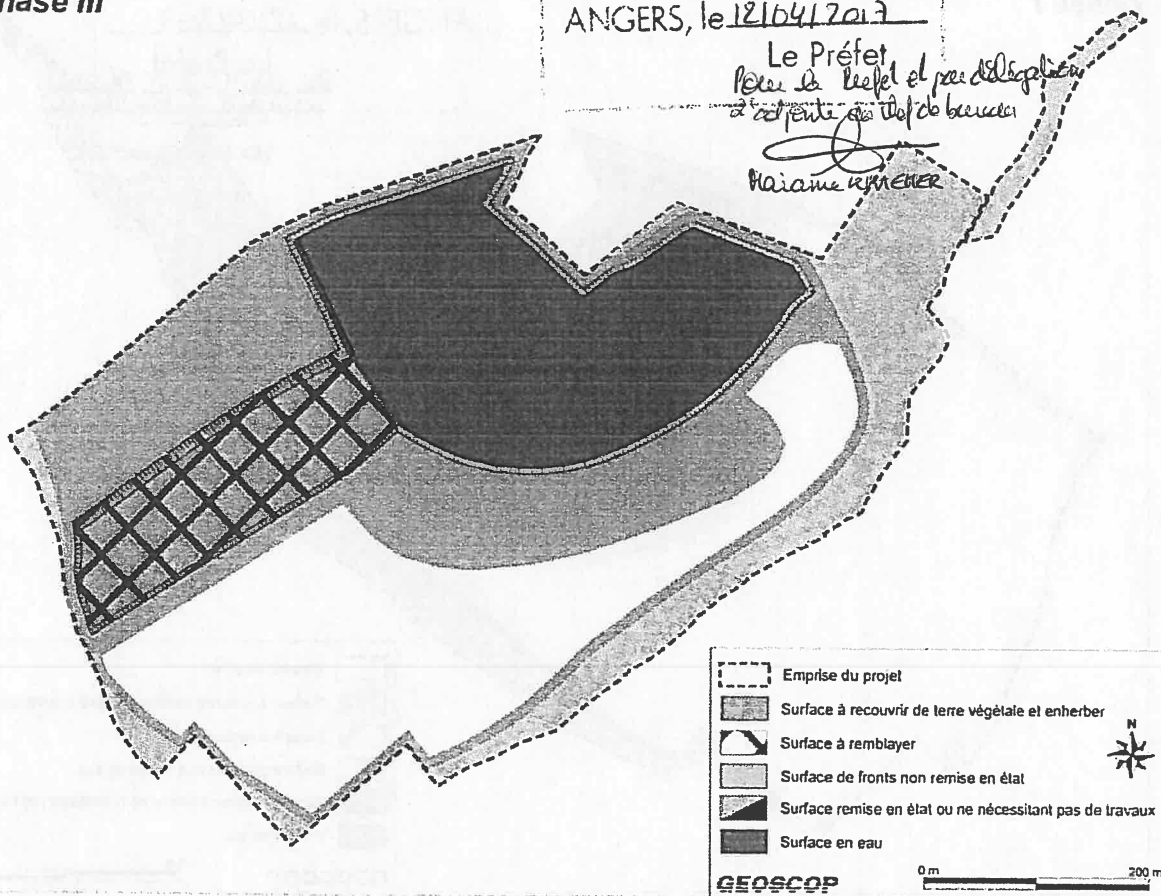 hase III
ANGERS, le 12/04/2017
Le Préfet
Pour le Préfet et par délégation
l'adjointe au chef de bureau
Emprise du projet
Surface à recouvrir de terre végétale et enherber
Surface à remblayer
Surface de fronts non remise en état
Surface remise en état ou ne nécessitant pas de travaux
Surface en eau
N
GEOSCOP
0 m 200 m